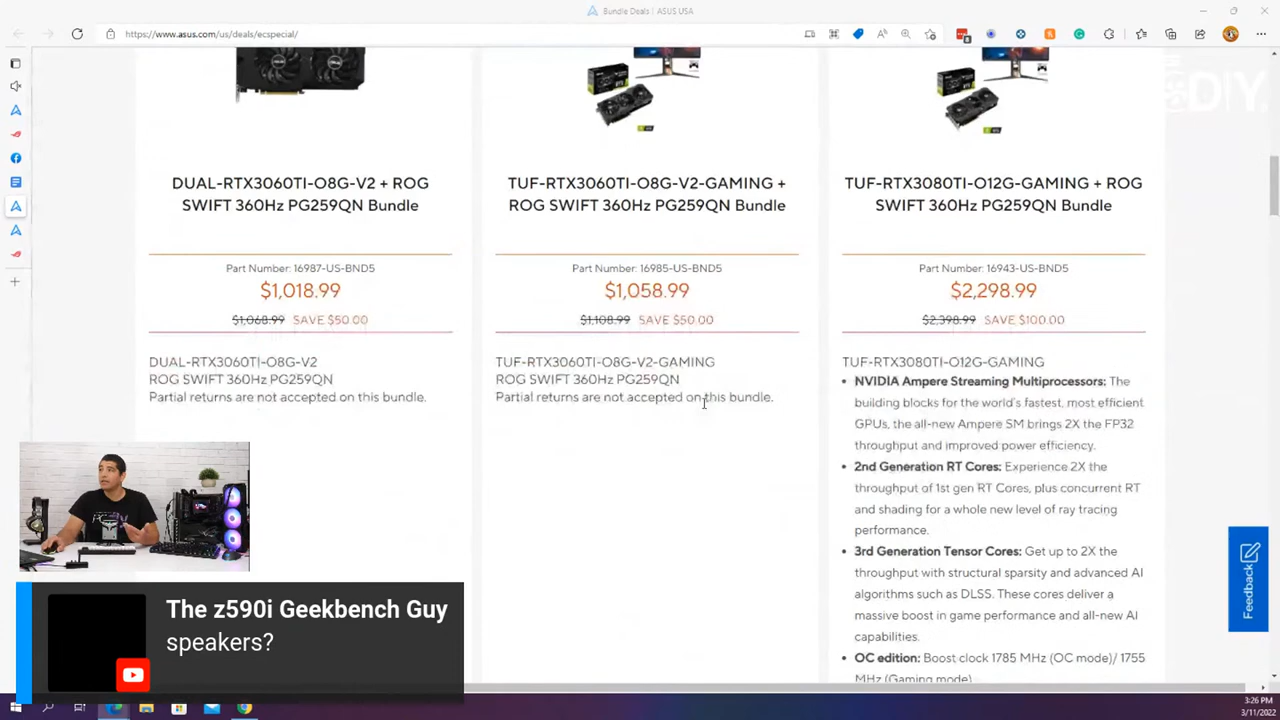 Bundle Deals | ASUS USA
https://www.asus.com/us/deals/ecspecial/
DIY.
DUAL-RTX3060TI-O8G-V2 + ROG
SWIFT 360Hz PG259QN Bundle
Part Number: 16987-US-BND5
$1,018.99
$1,068.99 SAVE $50.00
DUAL-RTX3060TI-O8G-V2
ROG SWIFT 360Hz PG259QN
Partial returns are not accepted on this bundle.
TUF-RTX3060TI-O8G-V2-GAMING +
ROG SWIFT 360Hz PG259QN Bundle
Part Number: 16985-US-BND5
$1,058.99
$1,108.99 SAVE $50.00
TUF-RTX3060TI-O8G-V2-GAMING
ROG SWIFT 360Hz PG259QN
Partial returns are not accepted on this bundle.
TUF-RTX3080TI-O12G-GAMING + ROG
SWIFT 360Hz PG259QN Bundle
Part Number: 16943-US-BND5
$2,298.99
$2,398.99 SAVE $100.00
TUF-RTX3080TI-O12G-GAMING
NVIDIA Ampere Streaming Multiprocessors: The
building blocks for the world's fastest, most efficient
GPUs, the all-new Ampere SM brings 2X the FP32
throughput and improved power efficiency.
2nd Generation RT Cores: Experience 2X the
throughput of 1st gen RT Cores, plus concurrent RT
and shading for a whole new level of ray tracing
performance.
3rd Generation Tensor Cores: Get up to 2X the
throughput with structural sparsity and advanced AI
algorithms such as DLSS. These cores deliver a
massive boost in game performance and all-new AI
capabilities.
OC edition: Boost clock 1785 MHz (OC mode)/ 1755
MHz (Gaming mode)
Feedback
The z590i Geekbench Guy
speakers?
3:26 PM
3/11/2022